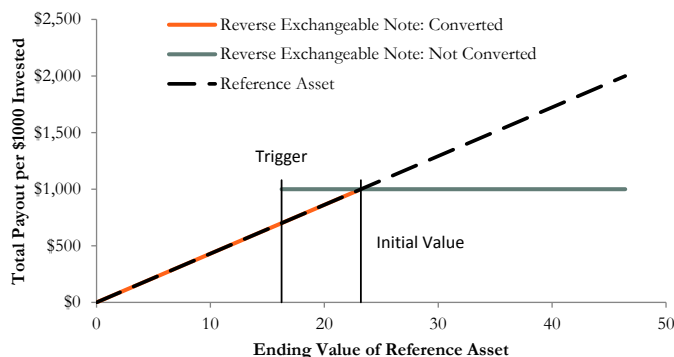 $2,500
$2,000
$1,500
$1,000
$500
$0
Total Payout per $1000 Invested
Reverse Exchangeable Note: Converted
Reverse Exchangeable Note: Not Converted
Reference Asset
Trigger
Initial Value
0 10 20 30 40 50
Ending Value of Reference Asset